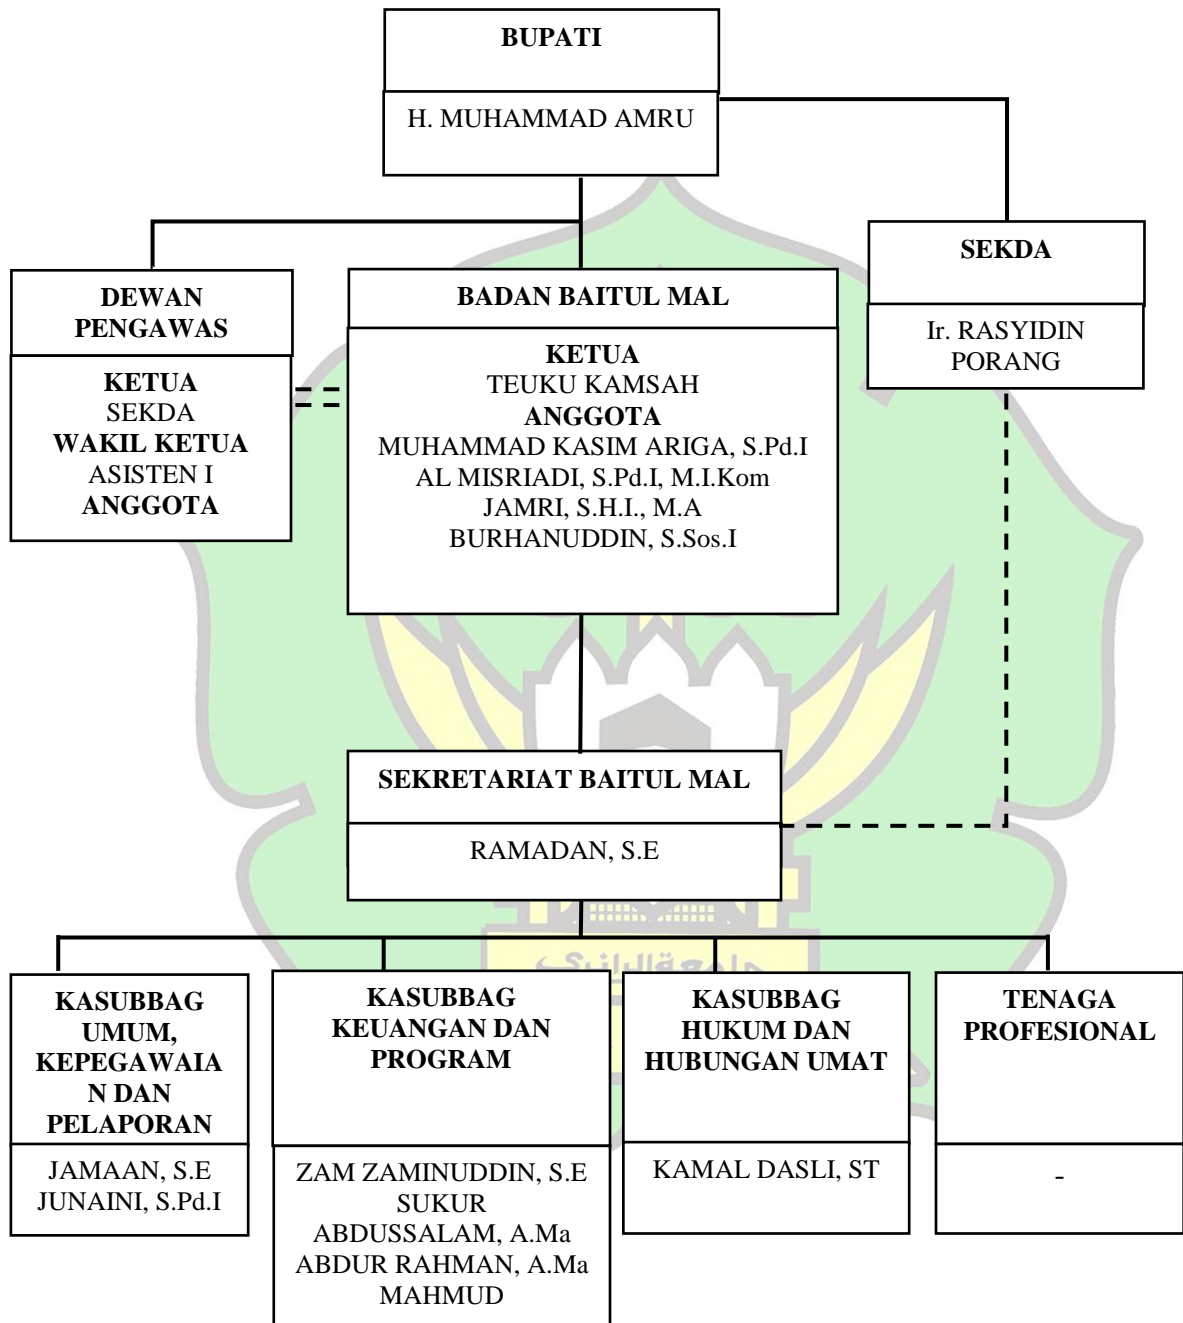 BUPATI
H. MUHAMMAD AMRU
SEKDA
Ir. RASYIDIN
PORANG
DEWAN
PENGAWAS
KETUA
SEKDA
WAKIL KETUA
ASISTEN I
ANGGOTA
BADAN BAITUL MAL
KETUA
TEUKU KAMSAH
ANGGOTA
MUHAMMAD KASIM ARIGA, S.Pd.I
AL MISRIADI, S.Pd.I, M.I.Kom
JAMRI, S.H.I., M.A
BURHANUDDIN, S.Sos.I
SEKRETARIAT BAITUL MAL
RAMADAN, S.E
جامعة الرانري
KASUBBAG
UMUM,
KEPEGAWAIA
N DAN
PELAPORAN
JAMAAN, S.E
JUNAINI, S.Pd.I
KASUBBAG
KEUANGAN DAN
PROGRAM
ZAM ZAMINUDDIN, S.E
SUKUR
ABDUSSALAM, A.Ma
ABDUR RAHMAN, A.Ma
MAHMUD
KASUBBAG
HUKUM DAN
HUBUNGAN UMAT
KAMAL DASLI, ST
TENAGA
PROFESIONAL
-